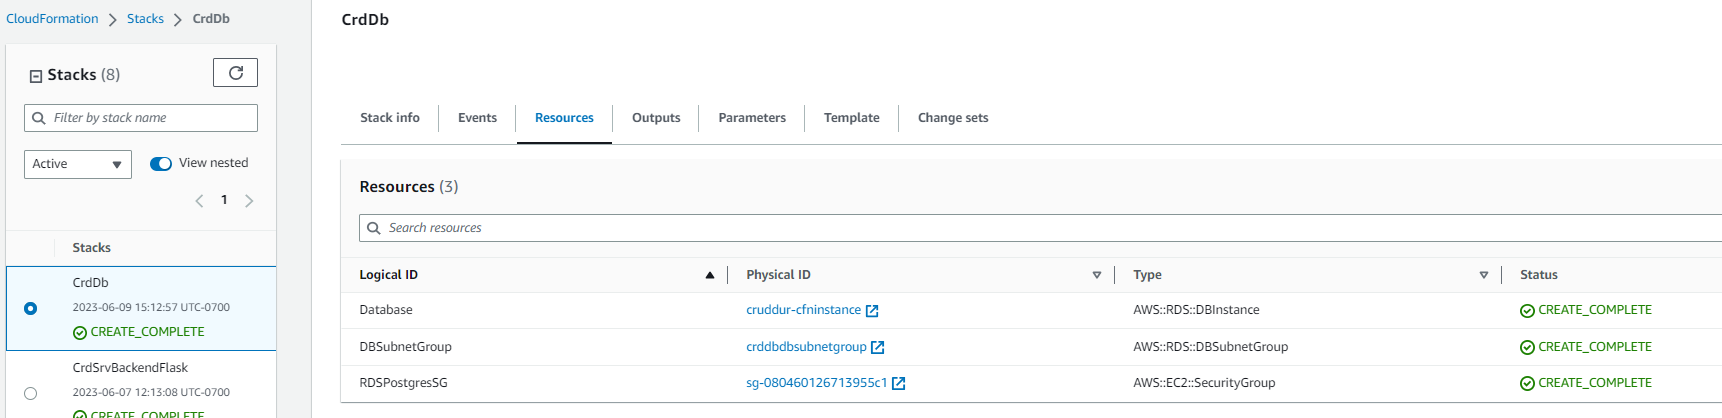 CloudFormation > Stacks > CrdDb
Stacks (8)
Filter by stack name
Active
View nested
< 1 >
Stacks
CrdDb
2023-06-09 15:12:57 UTC-0700
CREATE_COMPLETE
CrdSrvBackendFlask
2023-06-07 12:13:08 UTC-0700
CREATE_COMPLETE
CrdDb
Stack info Events Resources Outputs Parameters Template Change sets
Resources (3)
Search resources
Logical ID Physical ID Type Status
Database cruddur-cfninstance AWS::RDS::DBInstance CREATE_COMPLETE
DBSubnetGroup crddbdbsubnetgroup AWS::RDS::DBSubnetGroup CREATE_COMPLETE
RDSPostgresSG sg-080460126713955c1 AWS::EC2::SecurityGroup CREATE_COMPLETE